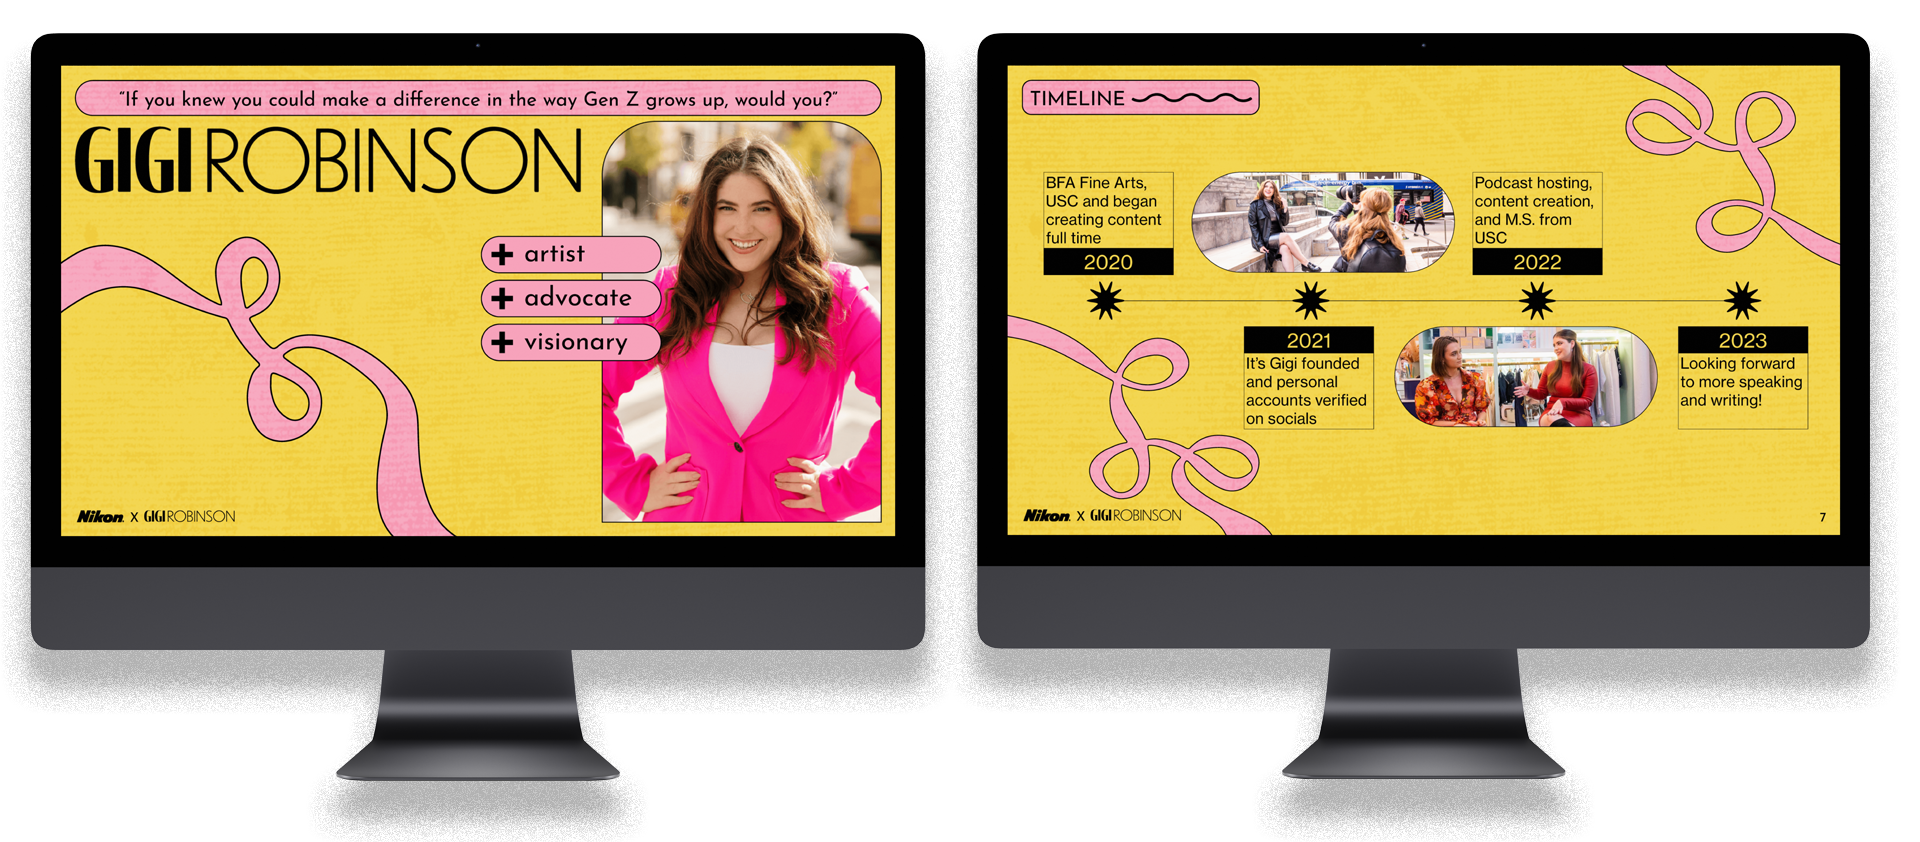 “If you knew you could make a difference in the way Gen Z grows up, would you?”
GIGI ROBINSON
+ artist
+ advocate
+ visionary
Nikon X GIGI ROBINSON
TIMELINE
BFA Fine Arts,
USC and began
creating content
full time
2020
2021
It’s Gigi founded
and personal
accounts verified
on socials
Podcast hosting,
content creation,
and M.S. from
USC
2022
2023
Looking forward
to more speaking
and writing!
Nikon X GIGI ROBINSON
7